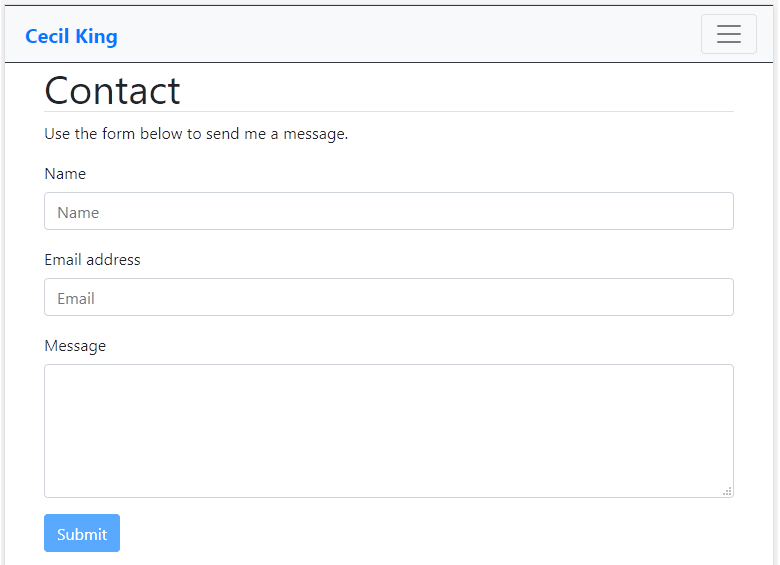 Cecil King
Contact
Use the form below to send me a message.
Name
Name
Email address
Email
Message
Submit